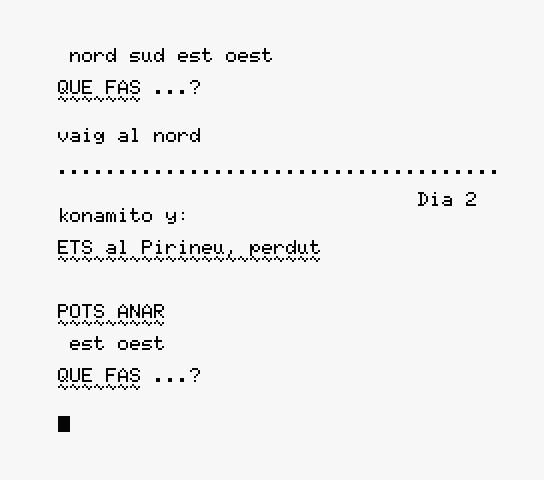 nord sud est oest
QUE FAS ...?
vaig al nord
.....................................
Dia 2
konamito y:
ETS al Pirineu, perdut
POTS ANAR
est oest
QUE FAS ...?